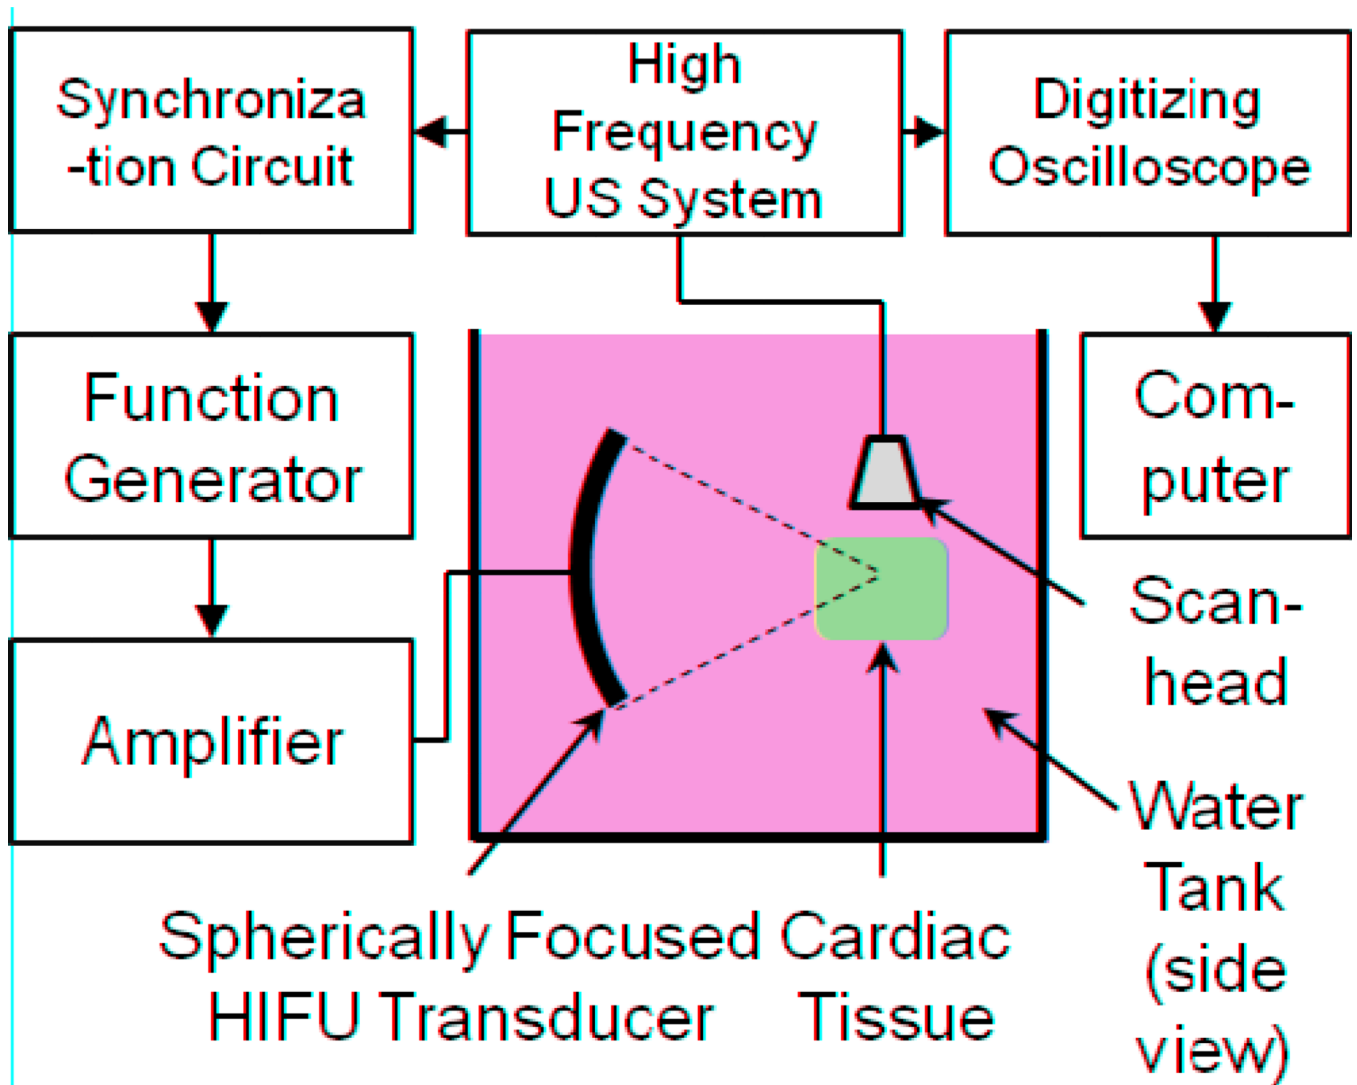 Synchroniza
-tion Circuit
High
Frequency
US System
Digitizing
Oscilloscope
Function
Generator
Com-
puter
Amplifier
Scan-
head
Water
Tank
(side
view)
Spherically Focused
HIFU Transducer
Cardiac
Tissue